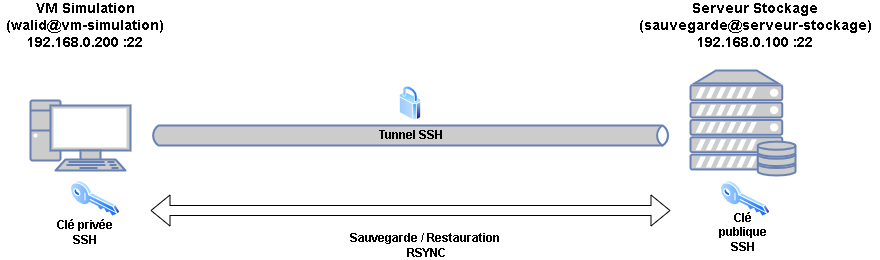 VM Simulation
(walid@vm-simulation)
192.168.0.200 :22
Serveur Stockage
(sauvegarde@serveur-stockage)
192.168.0.100 :22
Tunnel SSH
Clé privée
SSH
Sauvegarde / Restauration
RSYNC
Clé
publique
SSH